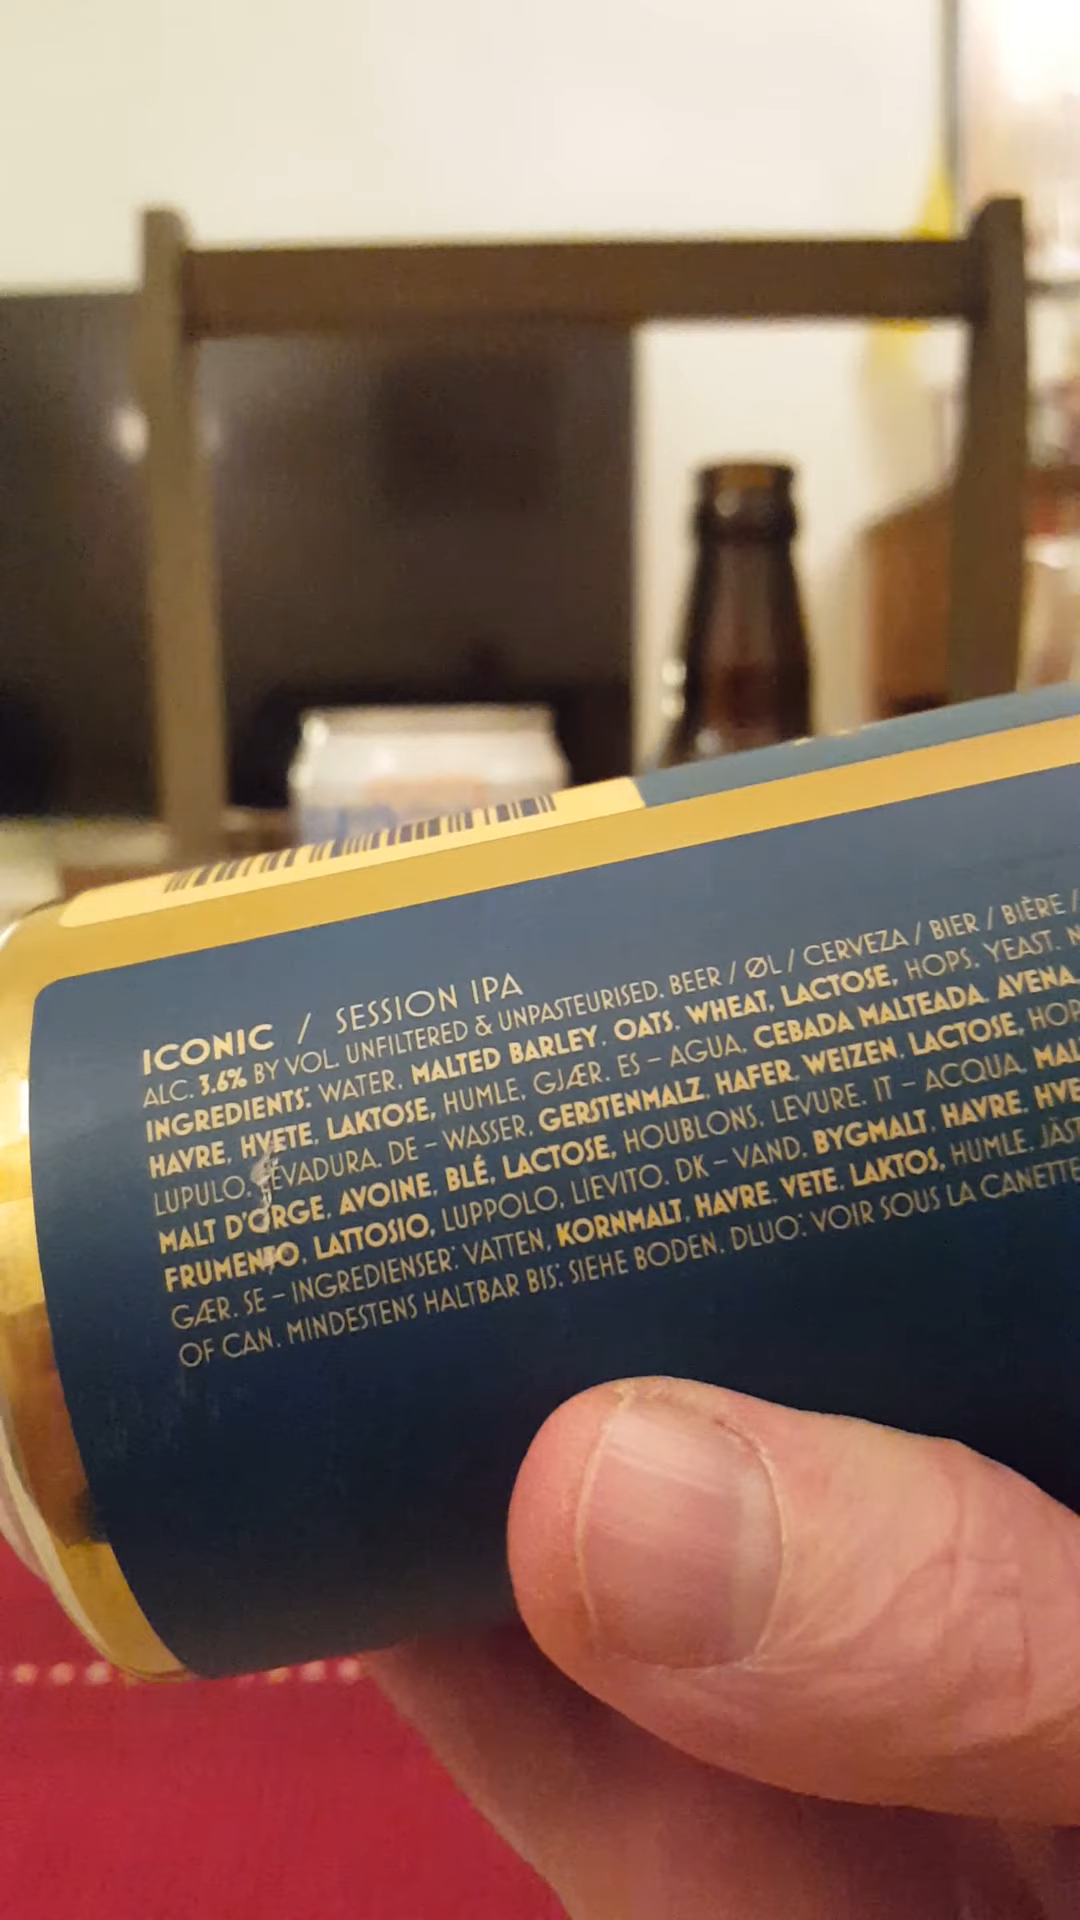 ICONIC / SESSION IPA
ALC. 3.6% BY VOL. UNFILTERED & UNPASTEURISED. BEER / ØL / CERVEZA / BIER / BIÈRE /
INGREDIENTS: WATER, MALTED BARLEY, OATS, WHEAT, LACTOSE, HOPS, YEAST.
HAVRE, HVETE, LAKTOSE, HUMLE, GJÆR. ES – AGUA, CEBADA MALTEADA, AVENA,
LUPULO, LEVADURA. DE – WASSER, GERSTENMALZ, HAFER, WEIZEN, LACTOSE,
MALT D'ORGE, AVOINE, BLÉ, LACTOSE, HOUBLONS, LEVURE. IT – ACQUA,
FRUMENTO, LATTOSIO, LUPPOLO, LIEVITO. DK – VAND, BYGMALT, HAVRE,
GÆR. SE – INGREDIENSER: VATTEN, KORNMALT, HAVRE, VETE, LAKTOS, HUMLE,
OF CAN. MINDESTENS HALTBAR BIS: SIEHE BODEN. DLUO: VOIR SOUS LA CANETTE